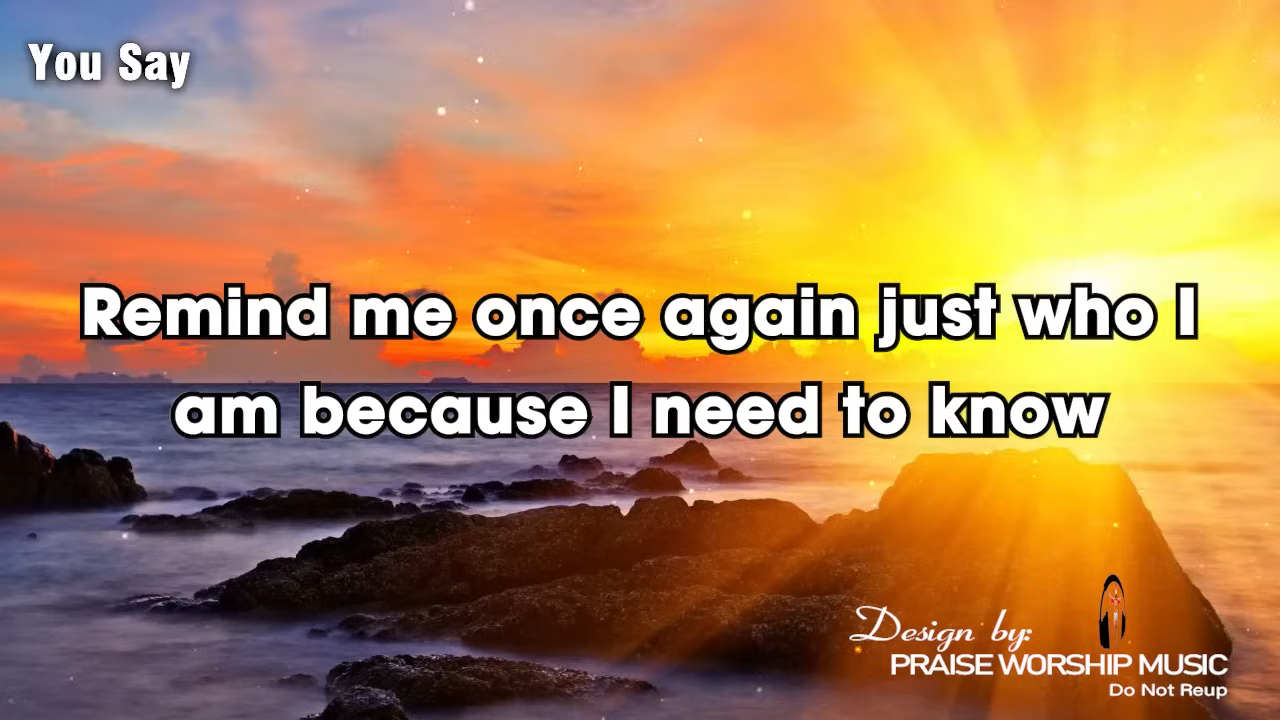 You Say
Remind me once again just who I
am because I need to know
Design by:
PRAISE WORSHIP MUSIC
Do Not Reup